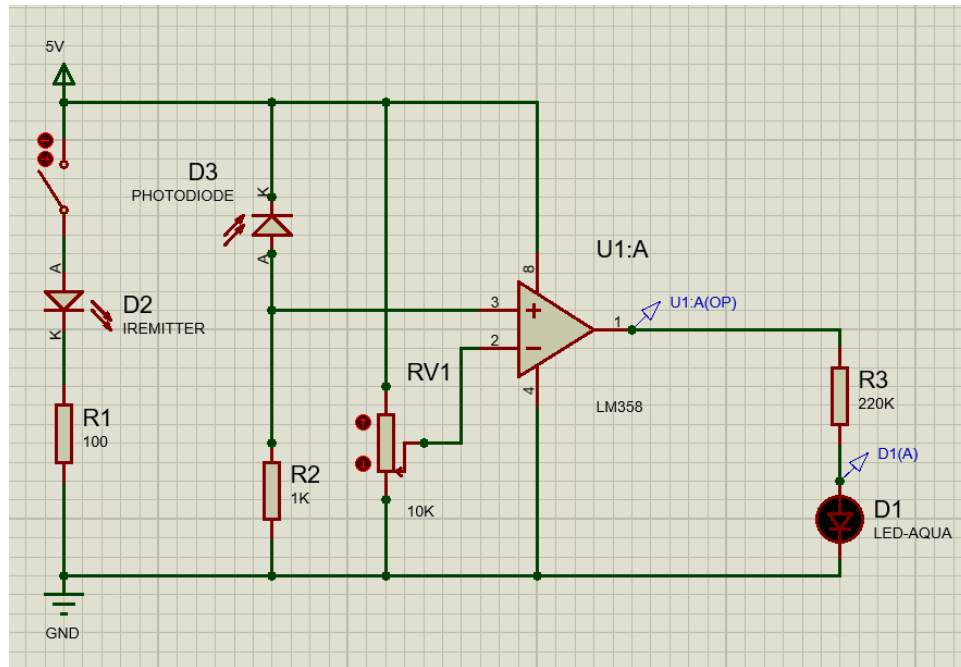 5V
A
D2
IREMITTER
K
R1
100
GND
D3
PHOTODIODE
K
A
R2
1K
RV1
10K
U1:A
8
3
2
1
4
LM358
U1:A(OP)
R3
220K
D1(A)
D1
LED-AQUA